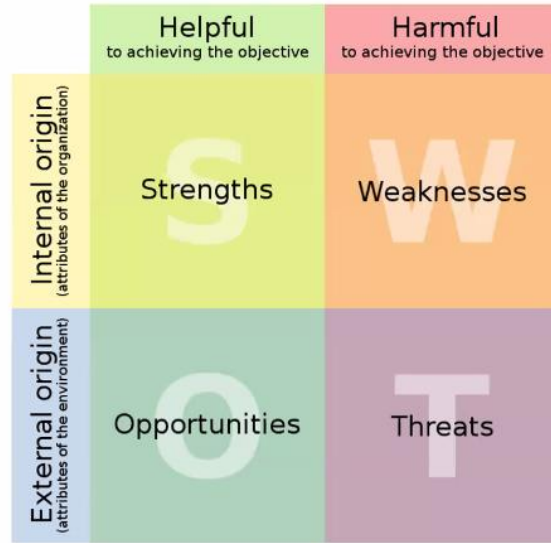 Helpful
to achieving the objective
Harmful
to achieving the objective
Internal origin
(attributes of the organization)
S
Strengths
W
Weaknesses
External origin
(attributes of the environment)
O
Opportunities
T
Threats